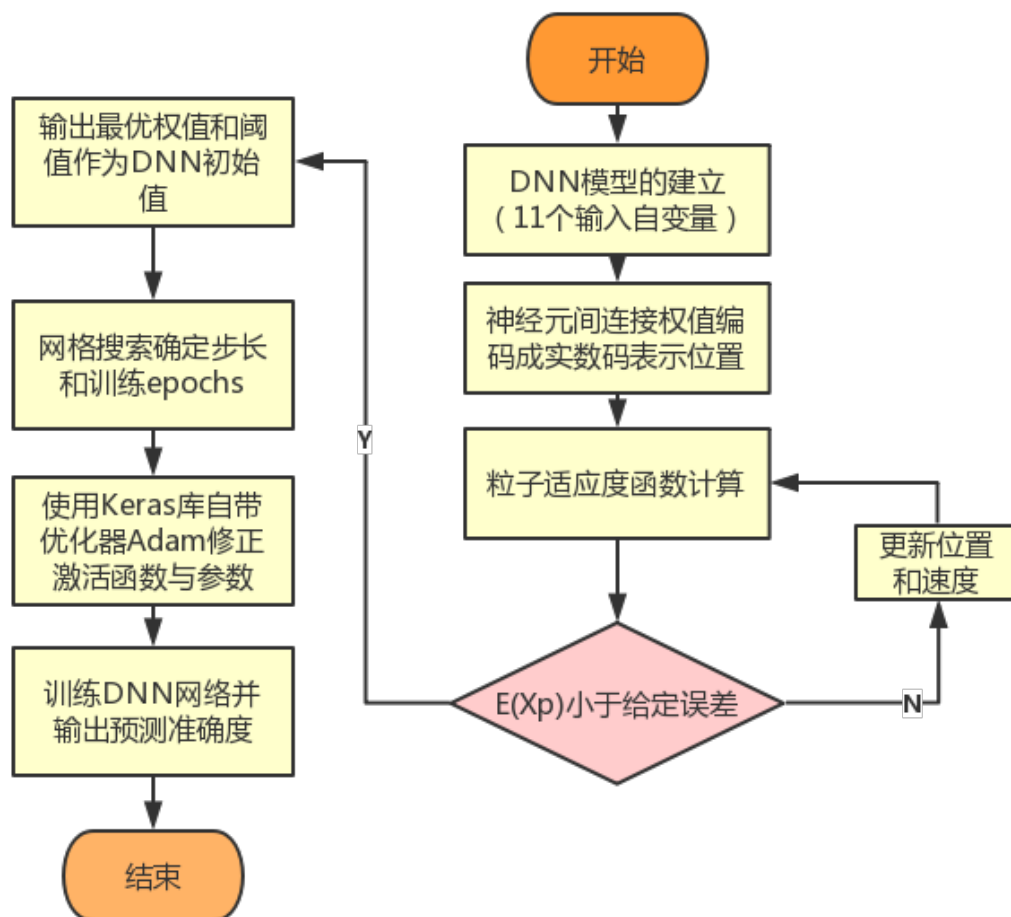 开始
DNN模型的建立
（11个输入自变量）
神经元间连接权值编
码成实数码表示位置
粒子适应度函数计算
更新位置
和速度
E(Xp)小于给定误差
N
Y
输出最优权值和阈
值作为DNN初始
值
网格搜索确定步长
和训练epochs
使用Keras库自带
优化器Adam修正
激活函数与参数
训练DNN网络并
输出预测准确度
结束